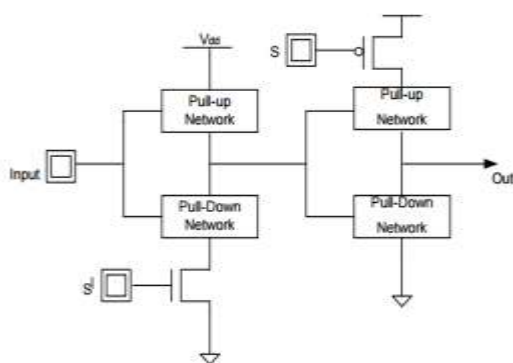 Vdd
S
Pull-up
Network
Pull-up
Network
Input
Out
Pull-Down
Network
Pull-Down
Network